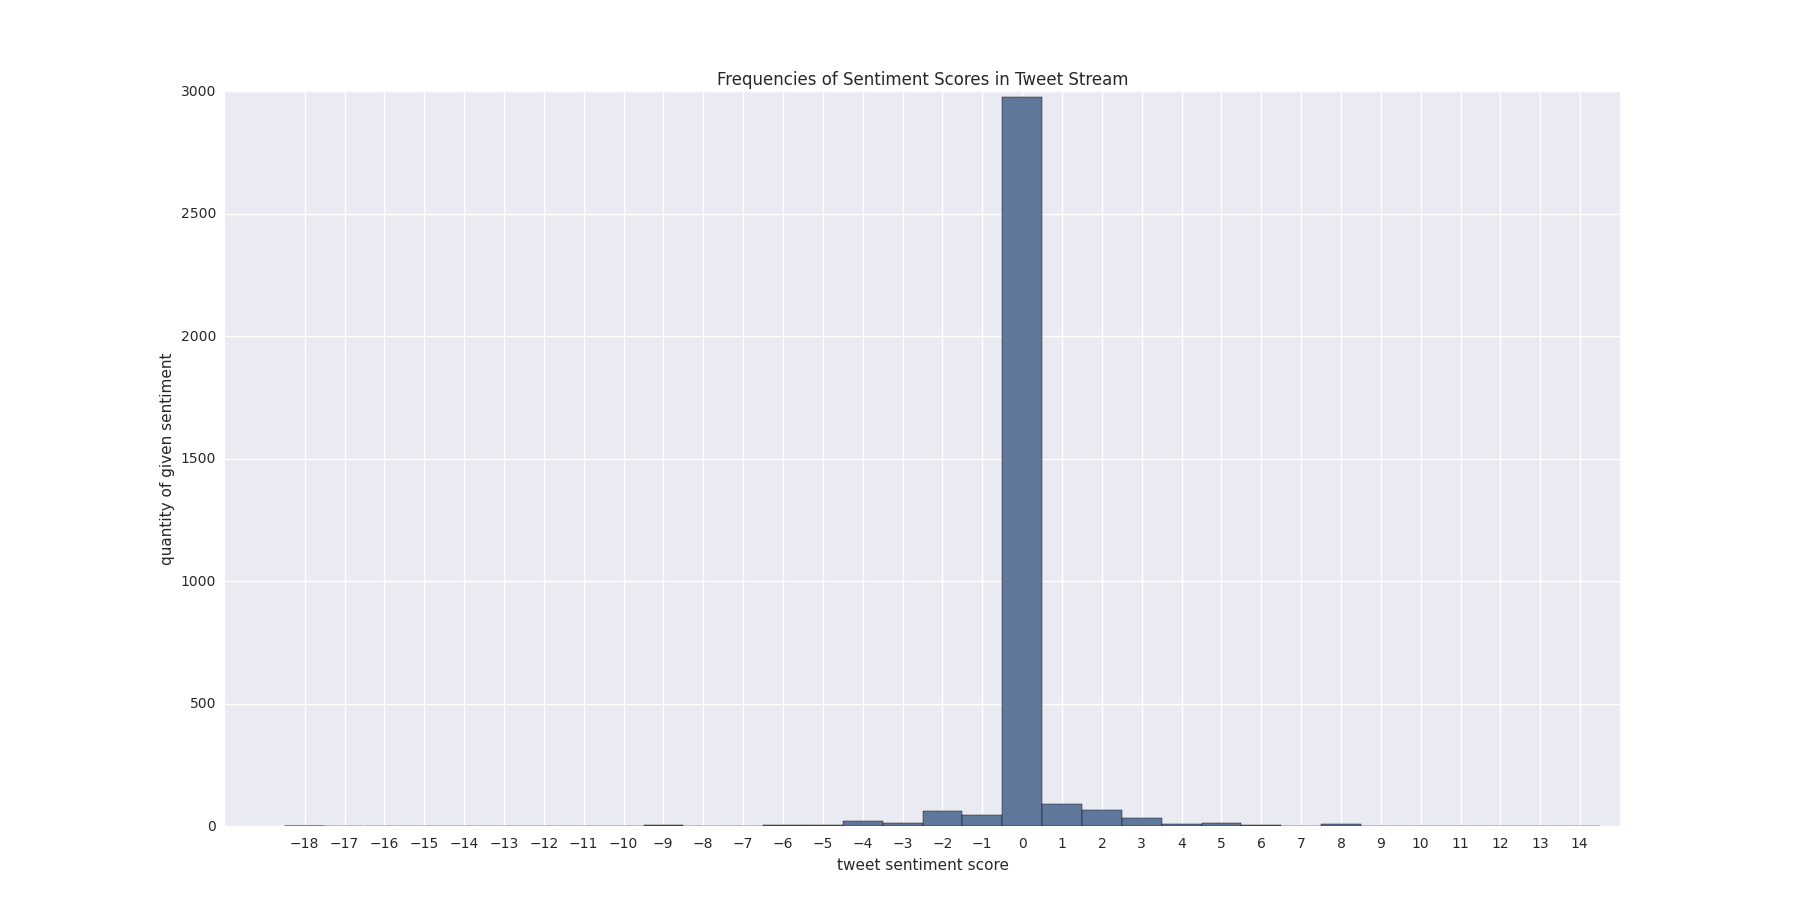 Frequencies of Sentiment Scores in Tweet Stream
3000
2500
2000
1500
1000
500
0
quantity of given sentiment
−18 −17 −16 −15 −14 −13 −12 −11 −10 −9 −8 −7 −6 −5 −4 −3 −2 −1 0 1 2 3 4 5 6 7 8 9 10 11 12 13 14
tweet sentiment score